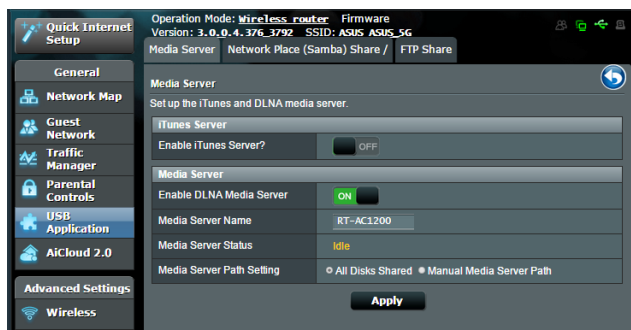 Quick Internet
Setup
Operation Mode: Wireless router Firmware
Version: 3.0.0.4.376_3792 SSID: ASUS ASUS_5G
Media Server
Network Place (Samba) Share /
FTP Share
General
Network Map
Guest
Network
Traffic
Manager
Parental
Controls
USB
Application
AiCloud 2.0
Advanced Settings
Wireless
Media Server
Set up the iTunes and DLNA media server.
iTunes Server
Enable iTunes Server? OFF
Media Server
Enable DLNA Media Server ON
Media Server Name RT-AC1200
Media Server Status Idle
Media Server Path Setting All Disks Shared Manual Media Server Path
Apply